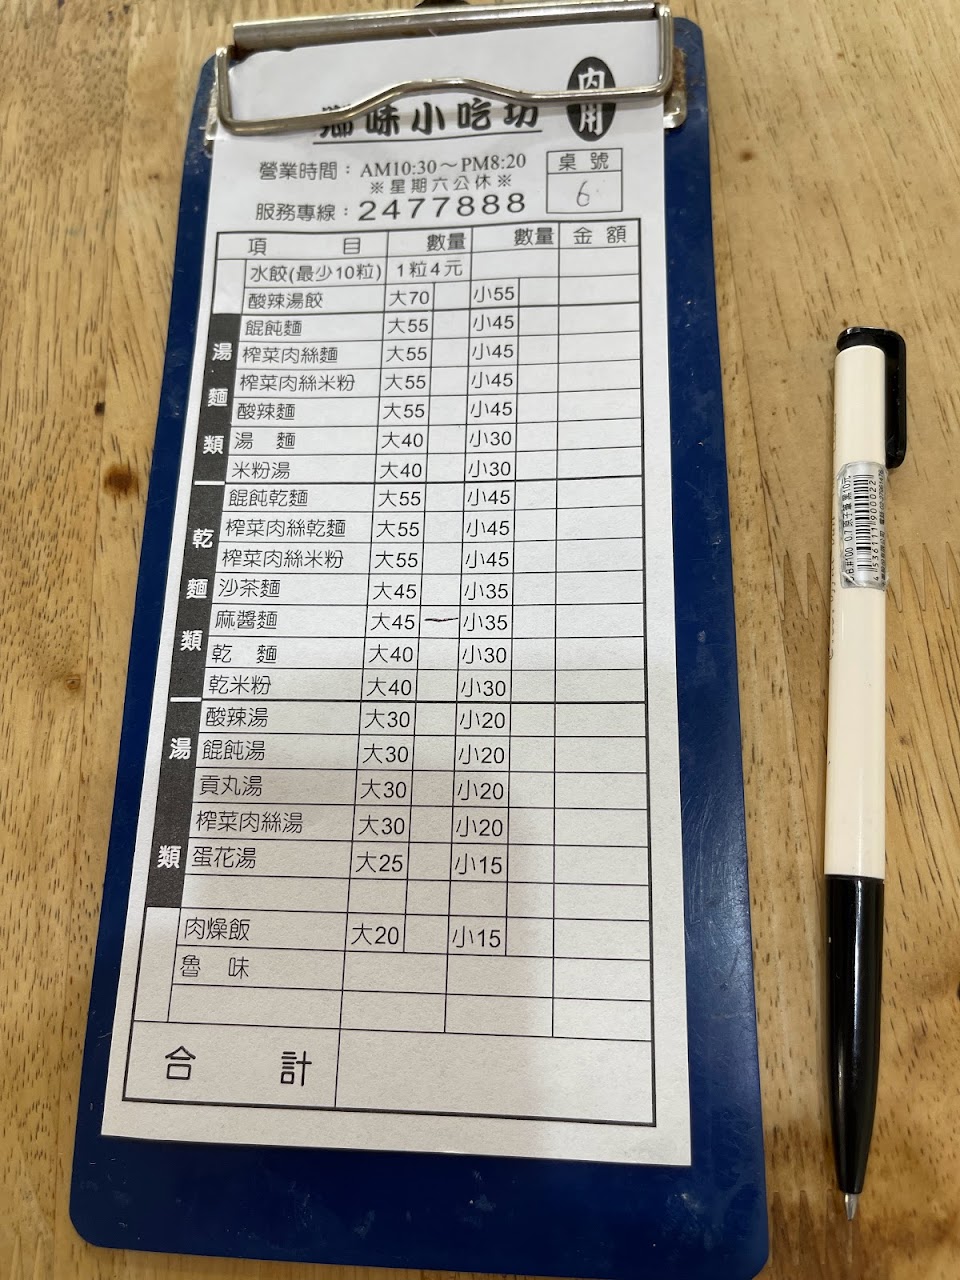 鄉味小吃坊
內用
營業時間：AM10:30～PM8:20
※星期六公休※
服務專線：2477888
桌號
6
項目 數量 數量 金額
水餃(最少10粒) 1粒4元
酸辣湯餃 大70 小55
湯麵類
餛飩麵 大55 小45
榨菜肉絲麵 大55 小45
榨菜肉絲米粉 大55 小45
酸辣麵 大55 小45
湯麵 大40 小30
米粉湯 大40 小30
乾麵類
餛飩乾麵 大55 小45
榨菜肉絲乾麵 大55 小45
榨菜肉絲米粉 大55 小45
沙茶麵 大45 小35
麻醬麵 大45 一 小35
乾麵 大40 小30
乾米粉 大40 小30
湯類
酸辣湯 大30 小20
餛飩湯 大30 小20
貢丸湯 大30 小20
榨菜肉絲湯 大30 小20
蛋花湯 大25 小15
肉燥飯 大20 小15
魯味
合計
0.7
4 536111 900022